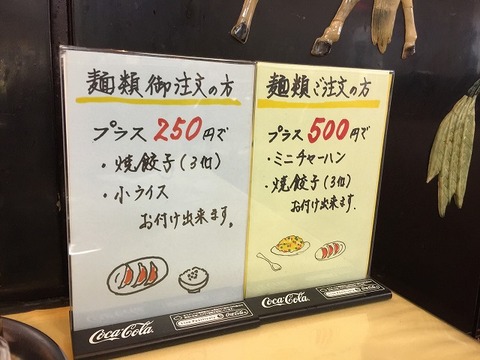 麺類御注文の方
プラス250円で
・焼餃子(3個)
・小ライス
お付け出来ます。
Coca-Cola
麺類ご注文の方
プラス500円で
・ミニチャーハン
・焼餃子(3個)
お付け出来ます.
Coca-Cola